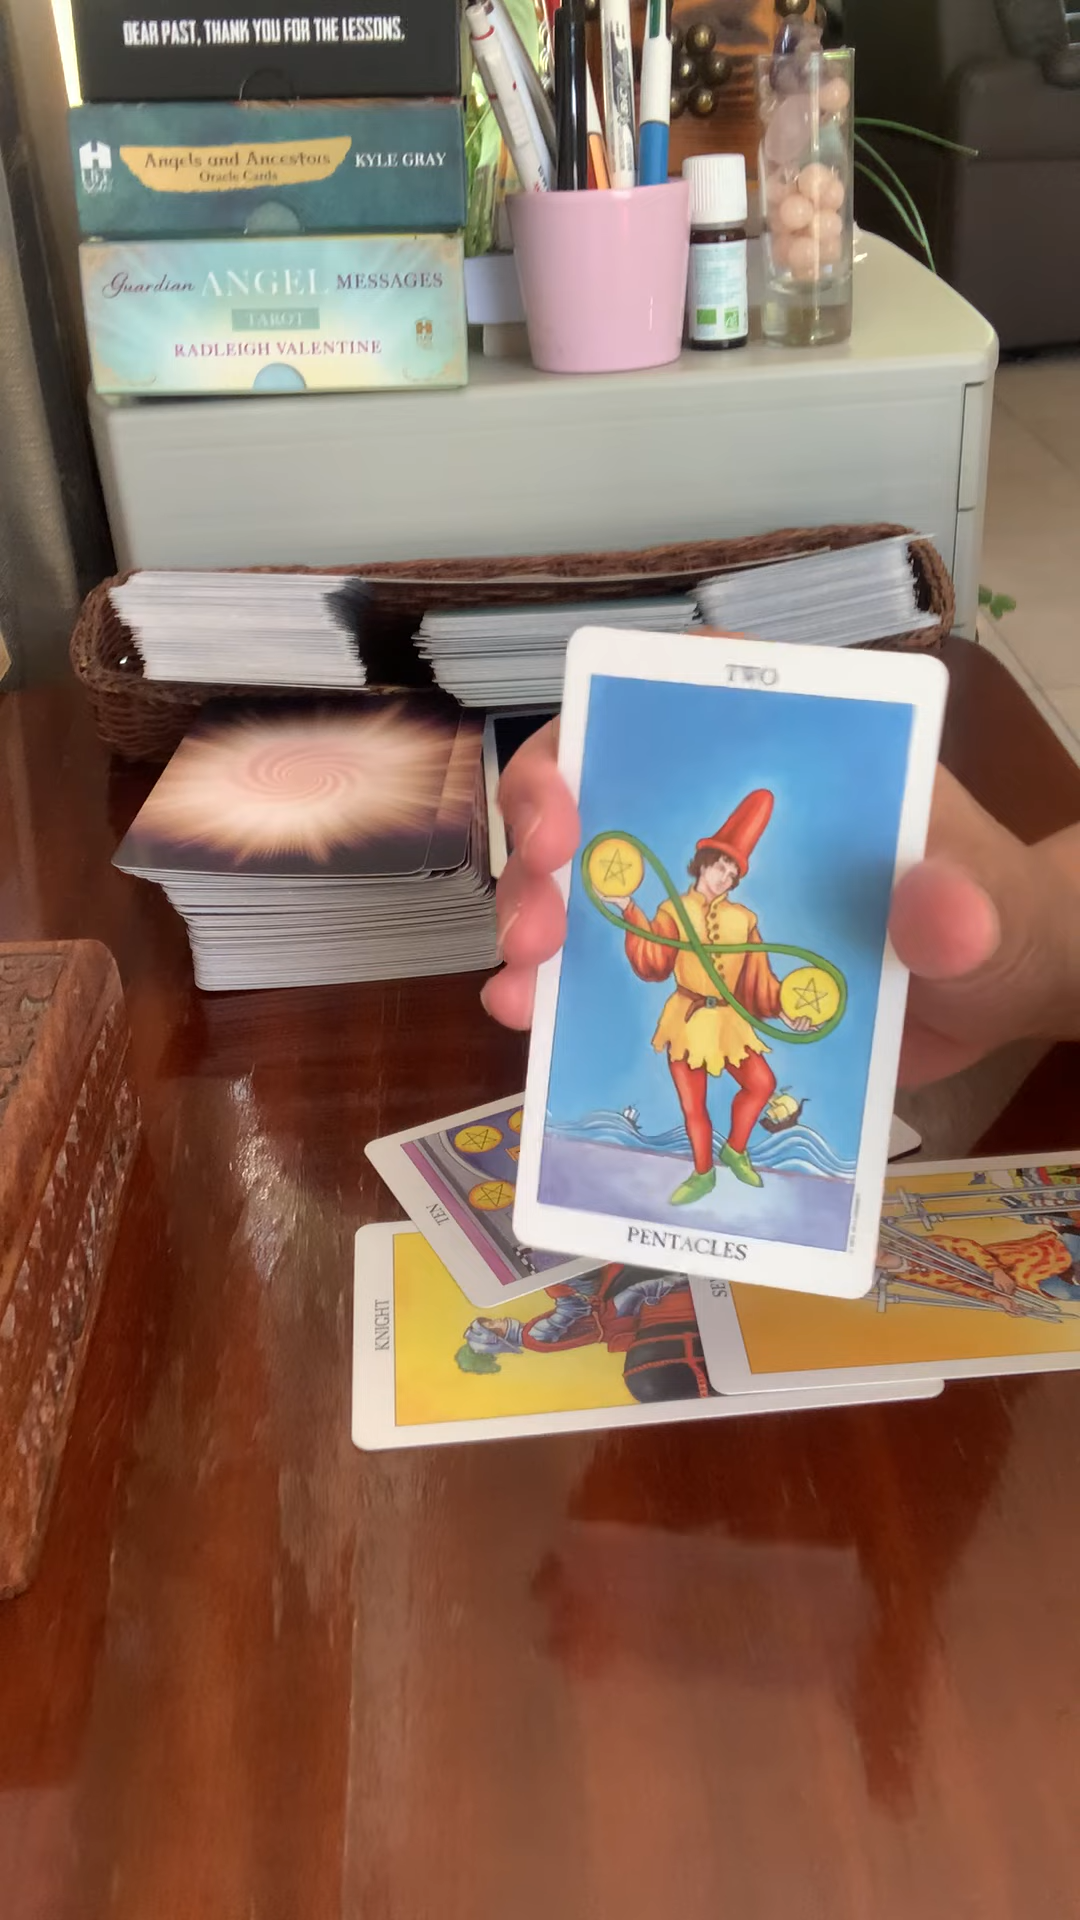 DEAR PAST, THANK YOU FOR THE LESSONS.
Angels and Ancestors
Oracle Cards
KYLE GRAY
Guardian ANGEL MESSAGES
TAROT
RADLEIGH VALENTINE
TWO
PENTACLES
TEN
KNIGHT